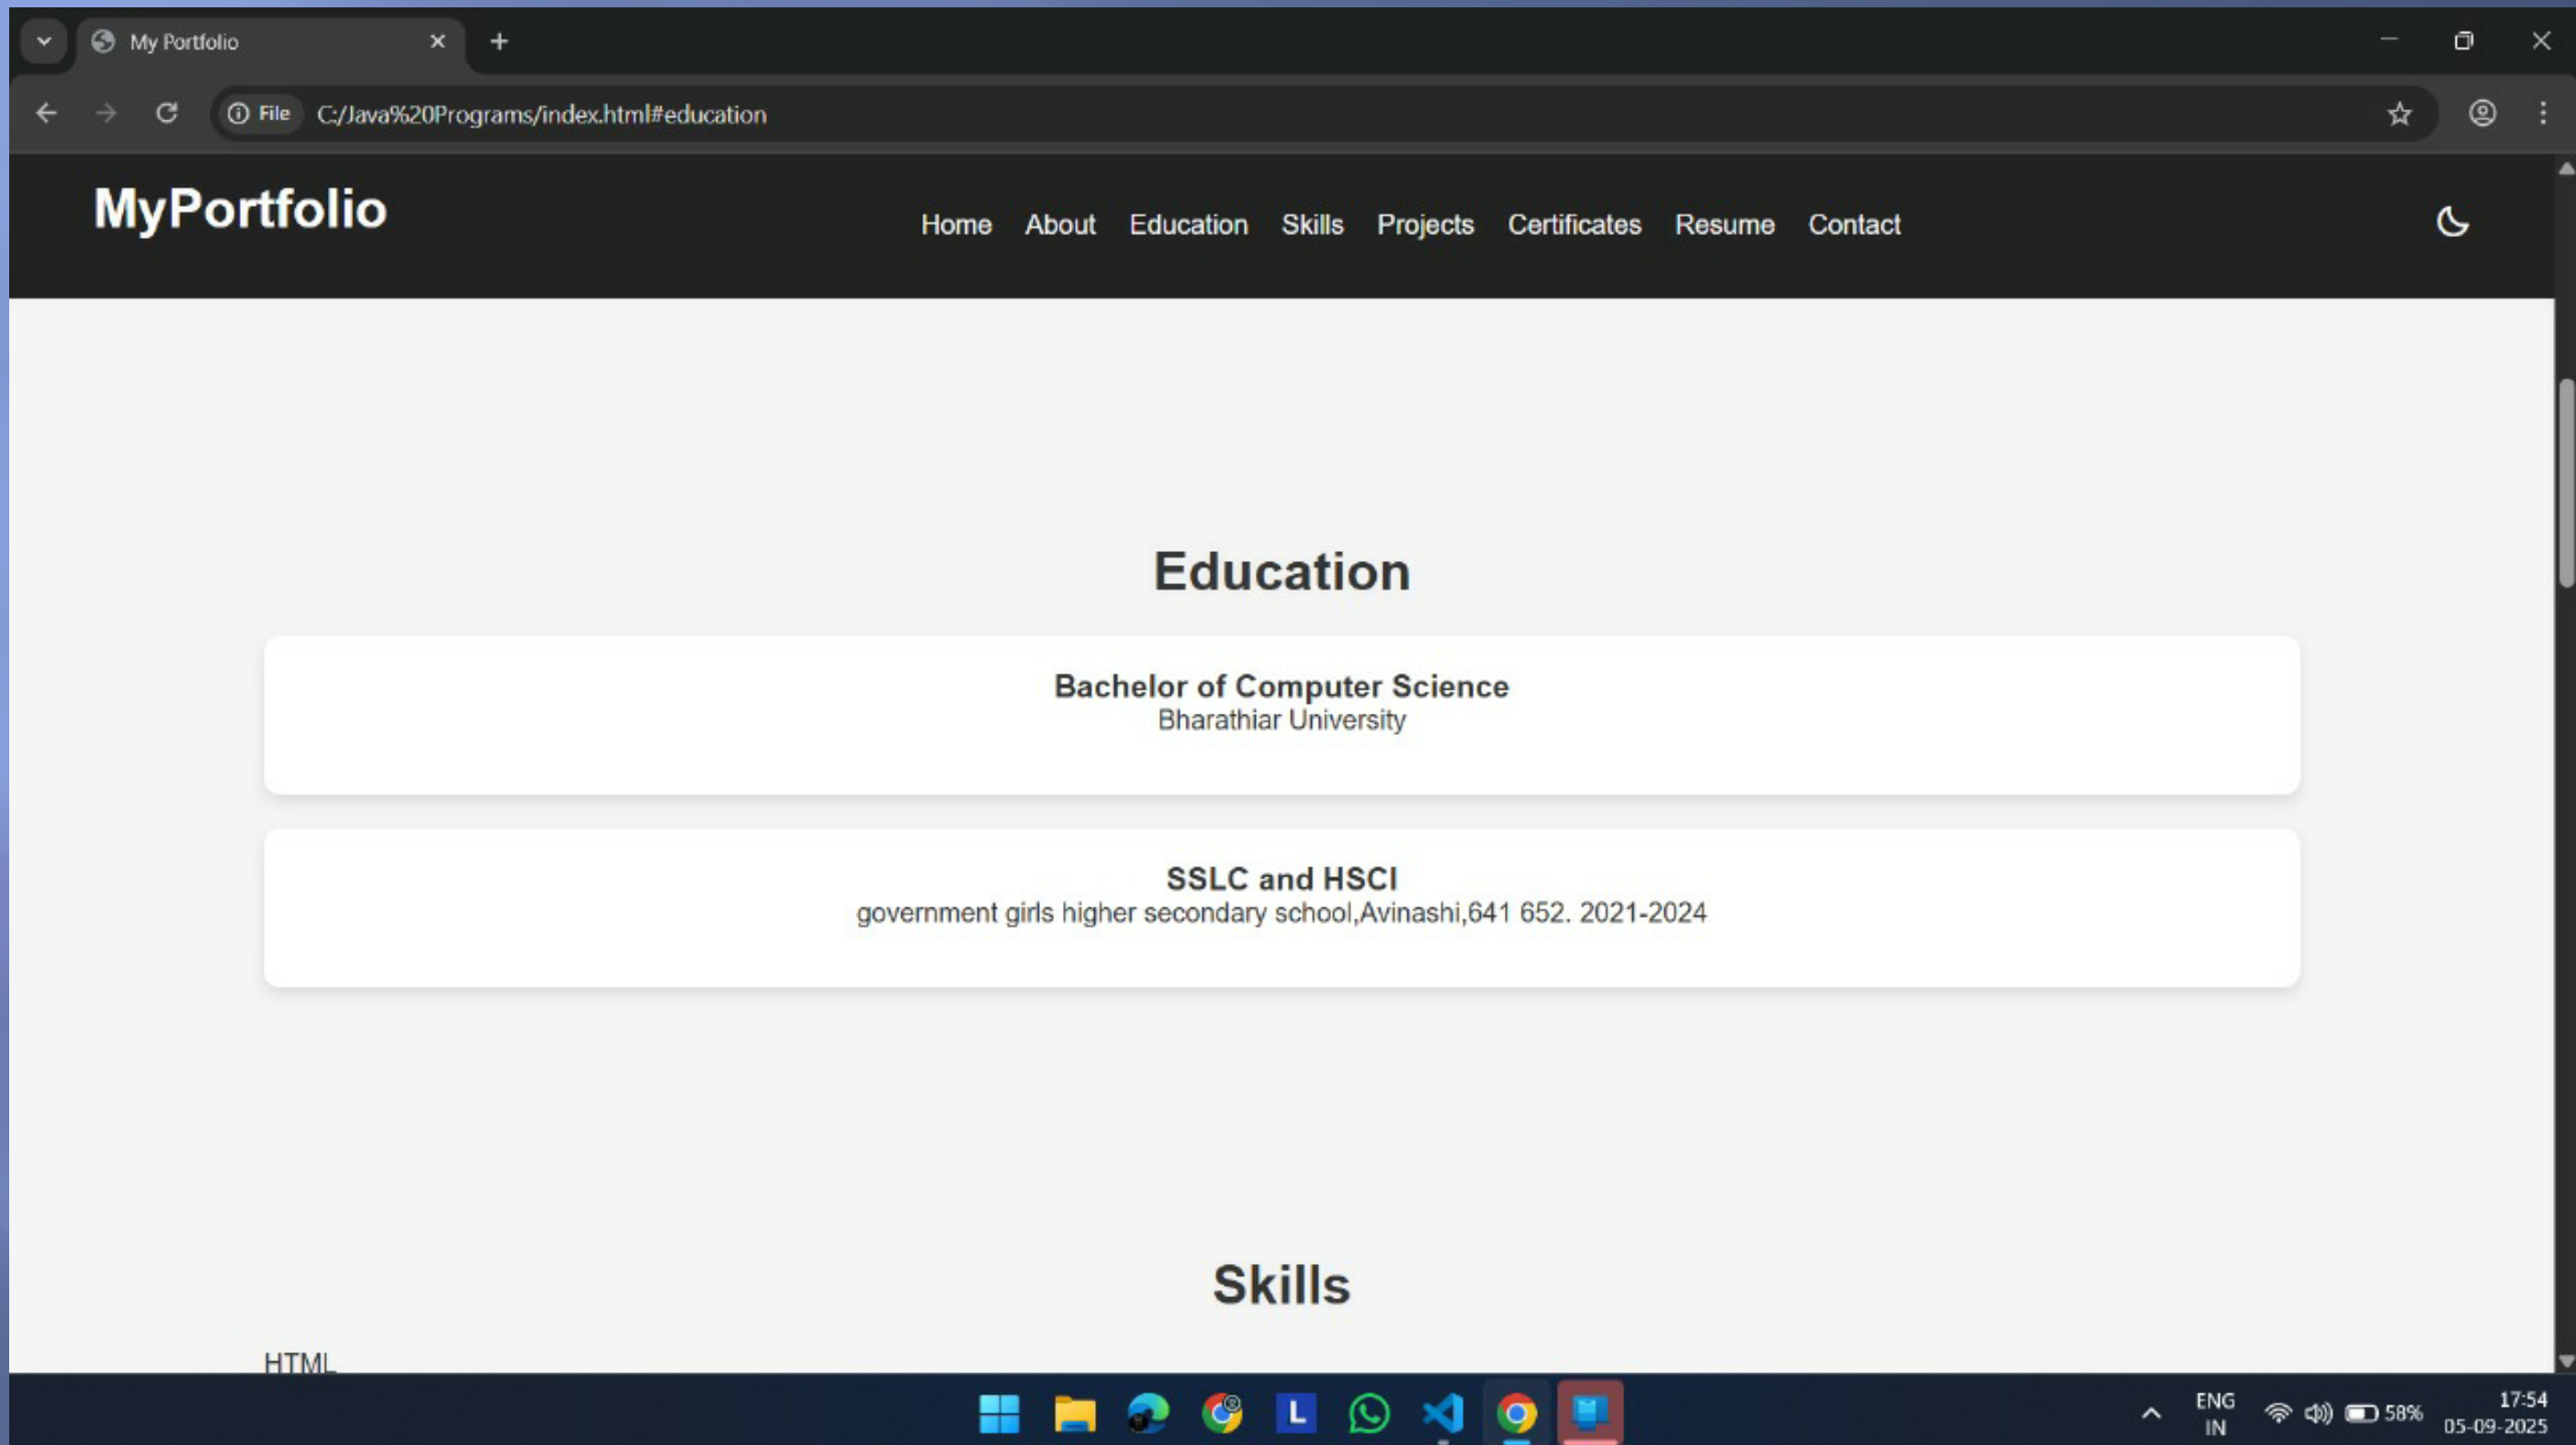 My Portfolio
File C:/Java%20Programs/index.html#education
MyPortfolio
Home About Education Skills Projects Certificates Resume Contact
Education
Bachelor of Computer Science
Bharathiar University
SSLC and HSCl
government girls higher secondary school,Avinashi,641 652. 2021-2024
Skills
HTML
L
ENG
IN
58%
17:54
05-09-2025